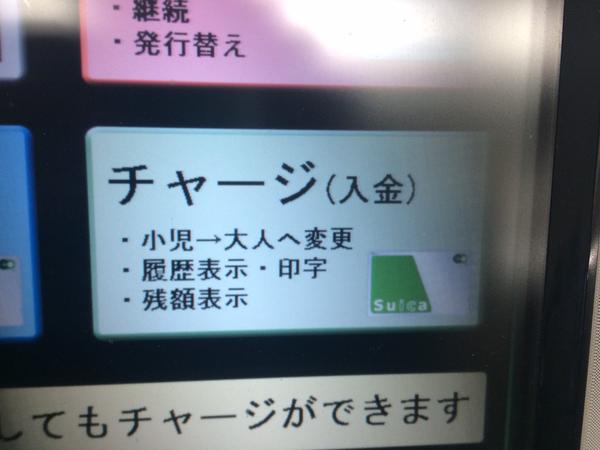 ・継続
・発行替え
チャージ(入金)
・小児→大人へ変更
・履歴表示・印字
・残額表示
Suica
してもチャージができます